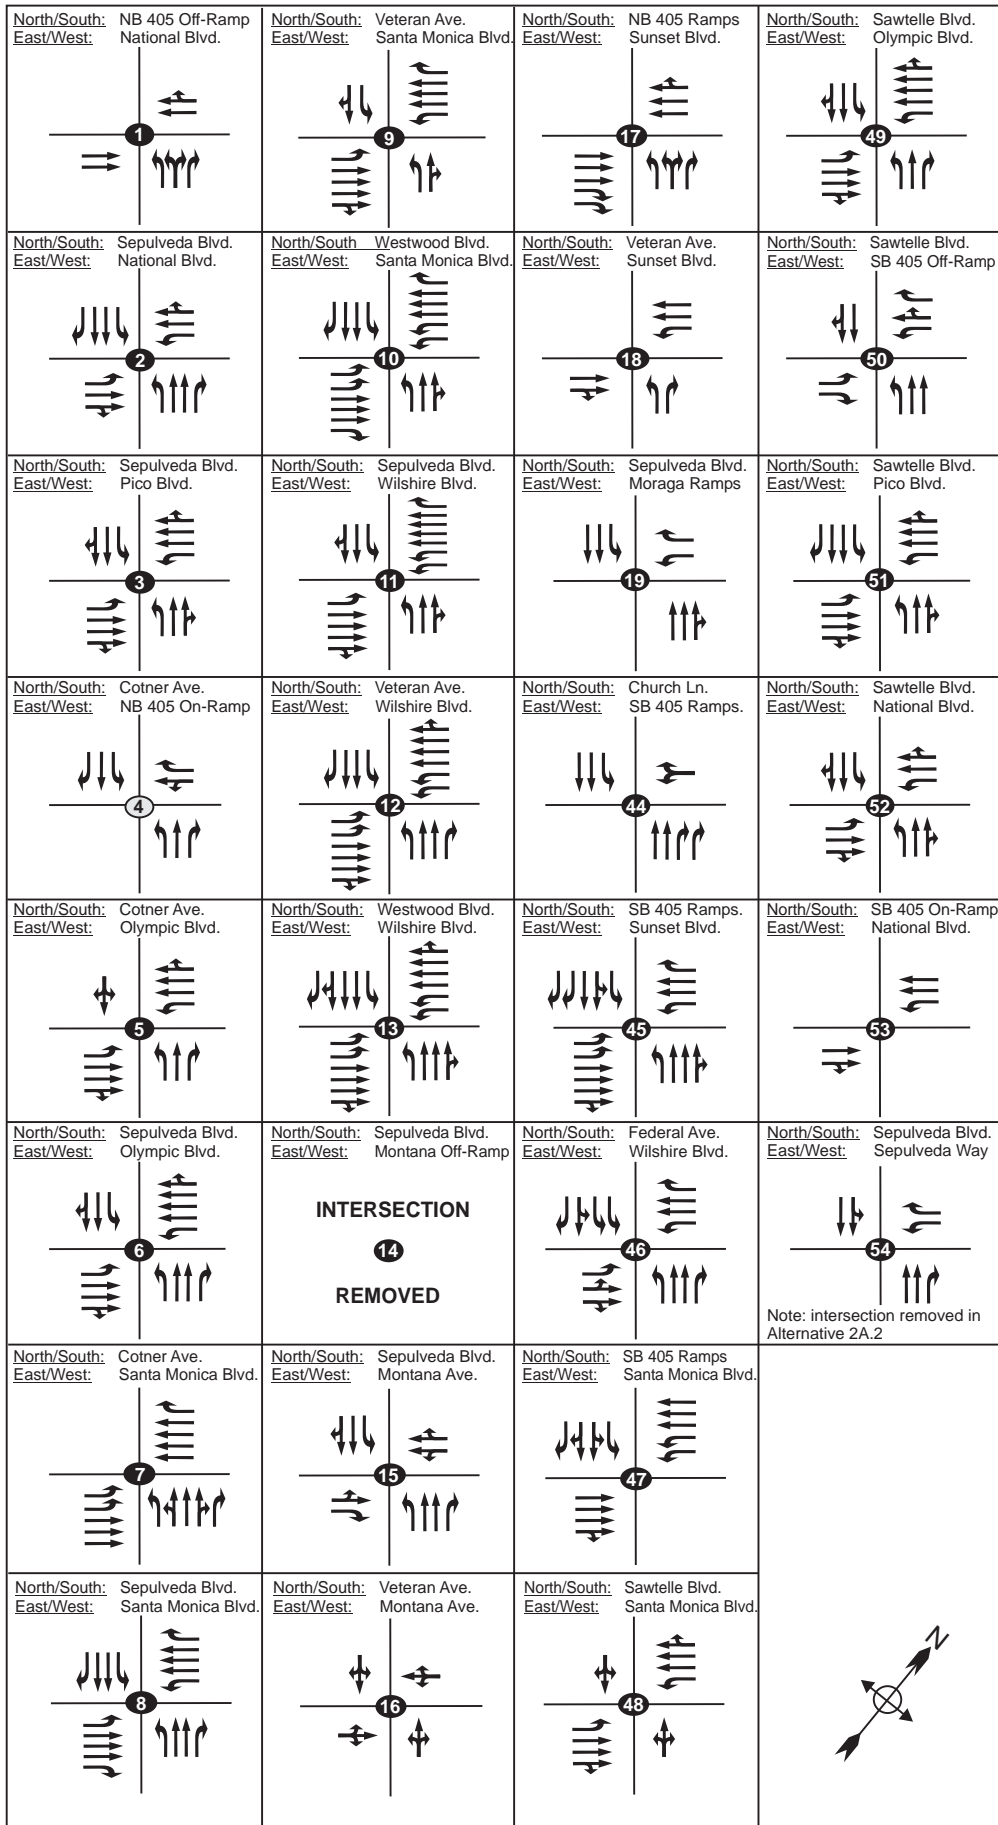 North/South: NB 405 Off-Ramp
East/West: National Blvd.
1
North/South: Veteran Ave.
East/West: Santa Monica Blvd.
9
North/South: NB 405 Ramps
East/West: Sunset Blvd.
17
North/South: Sawtelle Blvd.
East/West: Olympic Blvd.
49
North/South: Sepulveda Blvd.
East/West: National Blvd.
2
North/South Westwood Blvd.
East/West: Santa Monica Blvd.
10
North/South: Veteran Ave.
East/West: Sunset Blvd.
18
North/South: Sawtelle Blvd.
East/West: SB 405 Off-Ramp
50
North/South: Sepulveda Blvd.
East/West: Pico Blvd.
3
North/South: Sepulveda Blvd.
East/West: Wilshire Blvd.
11
North/South: Sepulveda Blvd.
East/West: Moraga Ramps
19
North/South: Sawtelle Blvd.
East/West: Pico Blvd.
51
North/South: Cotner Ave.
East/West: NB 405 On-Ramp
4
North/South: Veteran Ave.
East/West: Wilshire Blvd.
12
North/South: Church Ln.
East/West: SB 405 Ramps.
44
North/South: Sawtelle Blvd.
East/West: National Blvd.
52
North/South: Cotner Ave.
East/West: Olympic Blvd.
5
North/South: Westwood Blvd.
East/West: Wilshire Blvd.
13
North/South: SB 405 Ramps.
East/West: Sunset Blvd.
45
North/South: SB 405 On-Ramp
East/West: National Blvd.
53
North/South: Sepulveda Blvd.
East/West: Olympic Blvd.
6
North/South: Sepulveda Blvd.
East/West: Montana Off-Ramp
INTERSECTION
14
REMOVED
North/South: Federal Ave.
East/West: Wilshire Blvd.
46
North/South: Sepulveda Blvd.
East/West: Sepulveda Way
54
Note: intersection removed in
Alternative 2A.2
North/South: Cotner Ave.
East/West: Santa Monica Blvd.
7
North/South: Sepulveda Blvd.
East/West: Montana Ave.
15
North/South: SB 405 Ramps
East/West: Santa Monica Blvd.
47
North/South: Sepulveda Blvd.
East/West: Santa Monica Blvd.
8
North/South: Veteran Ave.
East/West: Montana Ave.
16
North/South: Sawtelle Blvd.
East/West: Santa Monica Blvd.
48
N